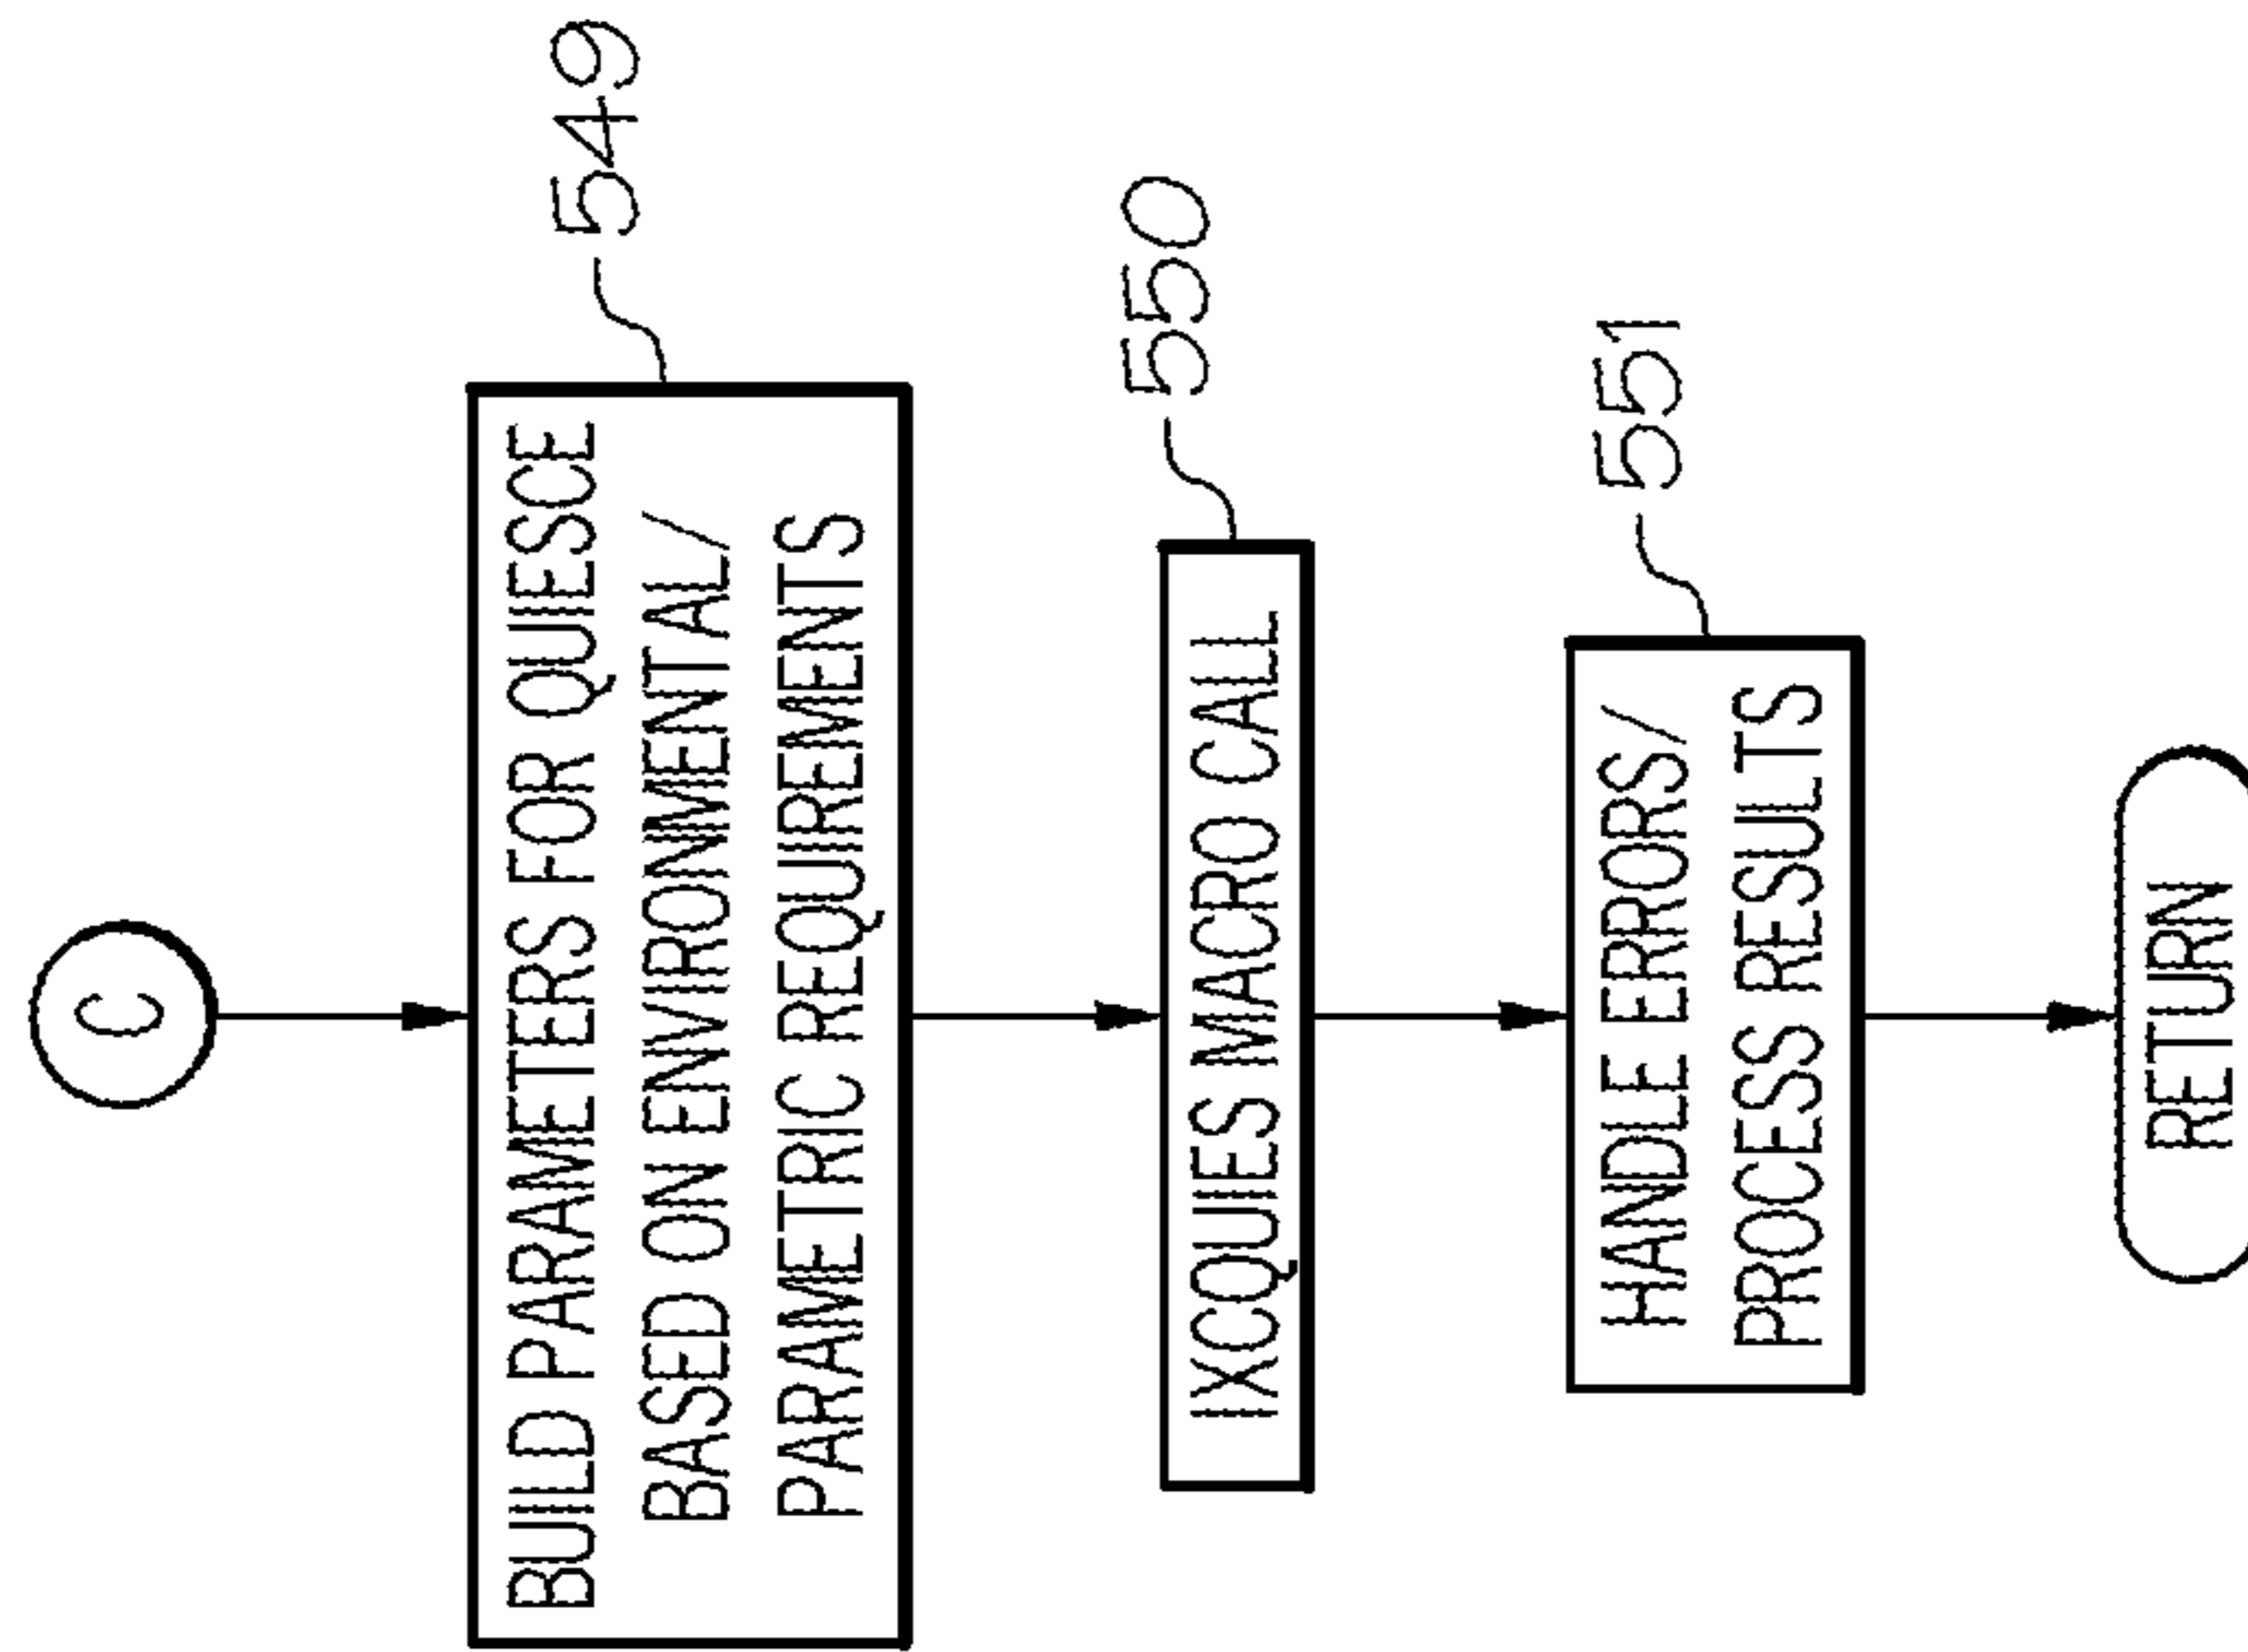 C
549
BUILD PARAMETERS FOR QUIESCE
BASED ON ENVIRONMENTAL/
PARAMETRIC REQUIREMENTS
550
IXCQUIES MACRO CALL
551
HANDLE ERRORS/
PROCESS RESULTS
RETURN